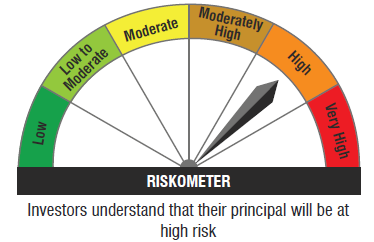 Low
Low to
Moderate
Moderate
Moderately
High
High
Very High
RISKOMETER
Investors understand that their principal will be at
high risk